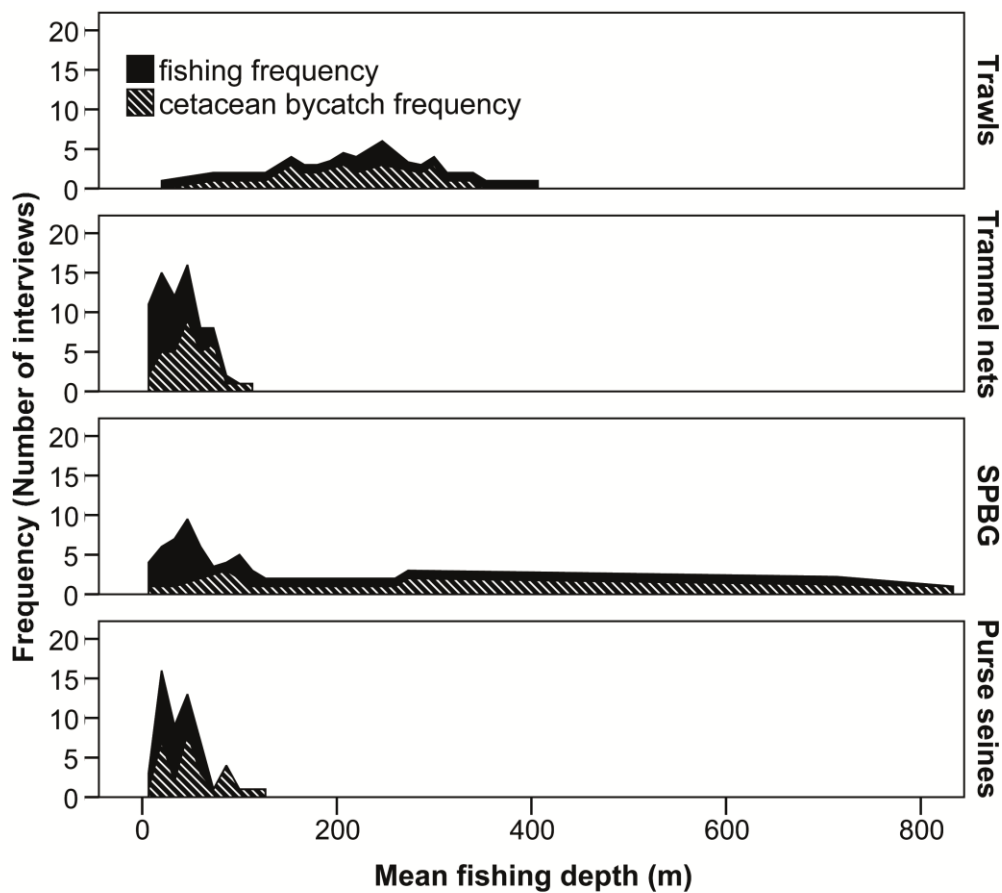 fishing frequency
cetacean bycatch frequency
20
15
10
5
0
Trawls
20
15
10
5
0
Trammel nets
20
15
10
5
0
SPBG
20
15
10
5
0
Purse seines
Frequency (Number of interviews)
0 200 400 600 800
Mean fishing depth (m)